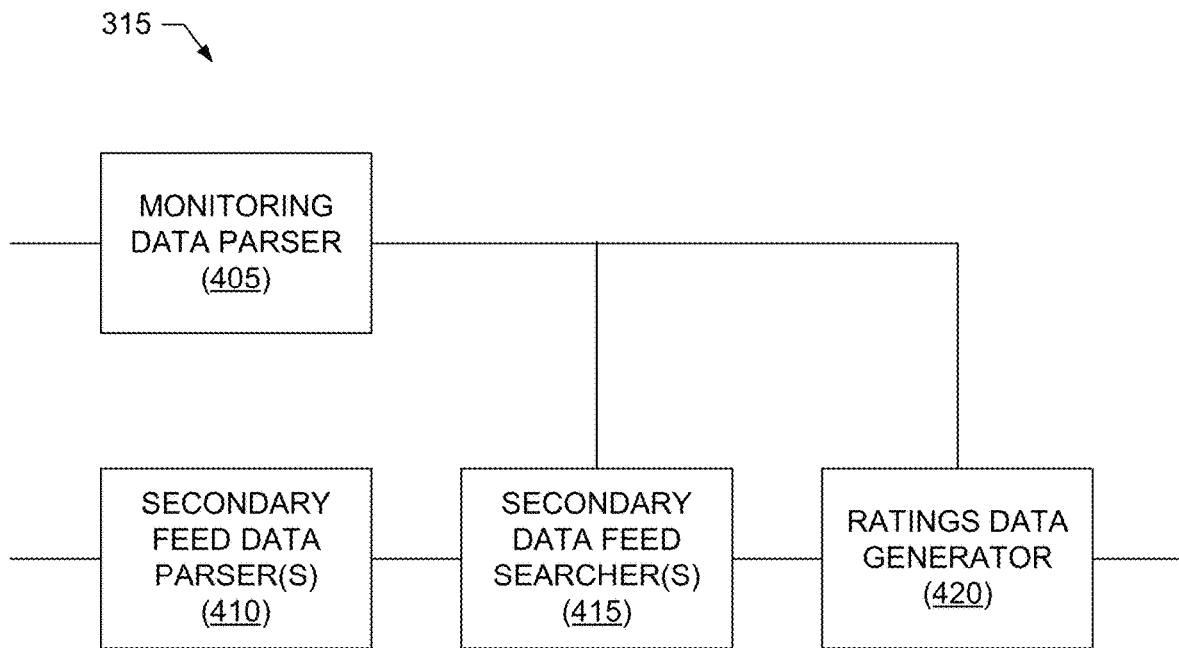 315
MONITORING
DATA PARSER
(405)
SECONDARY
FEED DATA
PARSER(S)
(410)
SECONDARY
DATA FEED
SEARCHER(S)
(415)
RATINGS DATA
GENERATOR
(420)